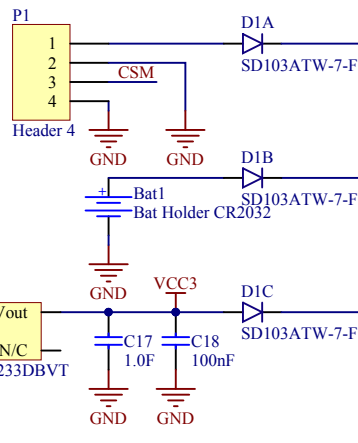 P1
D1A
1
2
3
4
CSM
SD103ATW-7-F
Header 4
GND
GND
D1B
+
Bat1
Bat Holder CR2032
SD103ATW-7-F
GND
VCC3
D1C
Vout
C17
C18
N/C
1.0F
100nF
SD103ATW-7-F
233DBVT
GND
GND